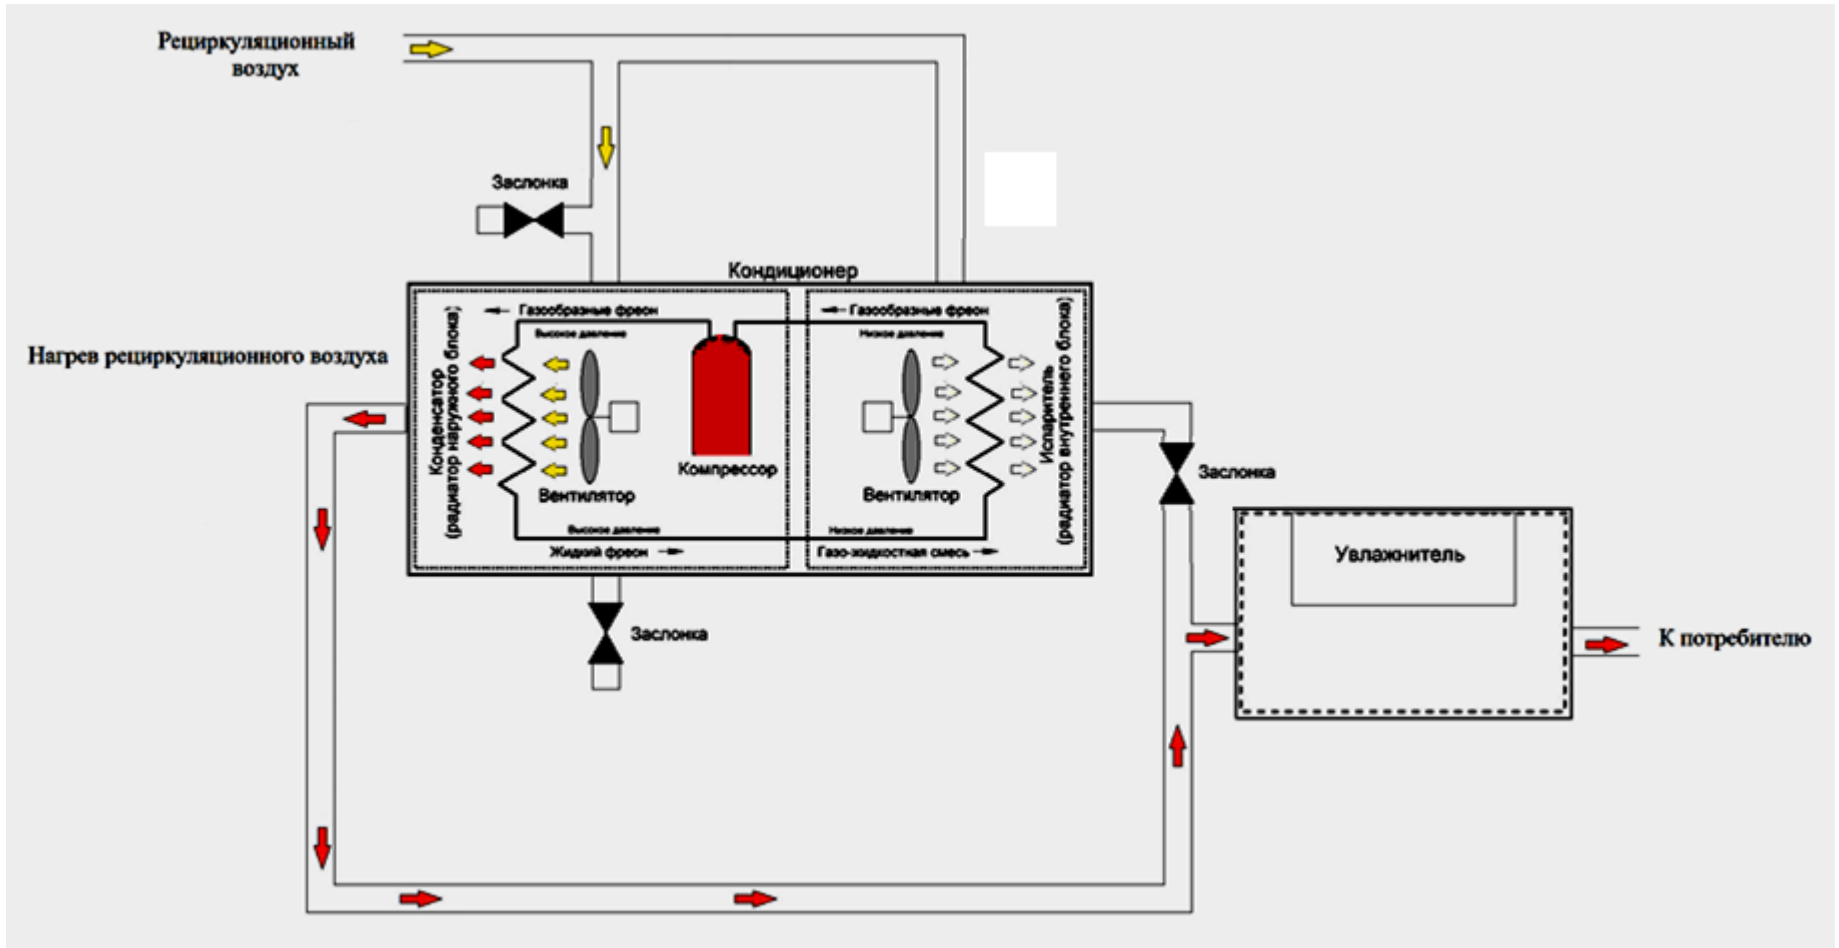 Рециркуляционный
воздух
Заслонка
Кондиционер
Газообразные фреон
Газообразные фреон
Высокое давление
Низкое давление
Нагрев рециркуляционного воздуха
Конденсатор
(радиатор наружного блока)
Испаритель
(радиатор внутреннего блока)
Компрессор
Заслонка
Вентилятор
Вентилятор
Высокое давление
Низкое давление
Жидкий фреон
Газо-жидкостная смесь
Увлажнитель
Заслонка
К потребителю